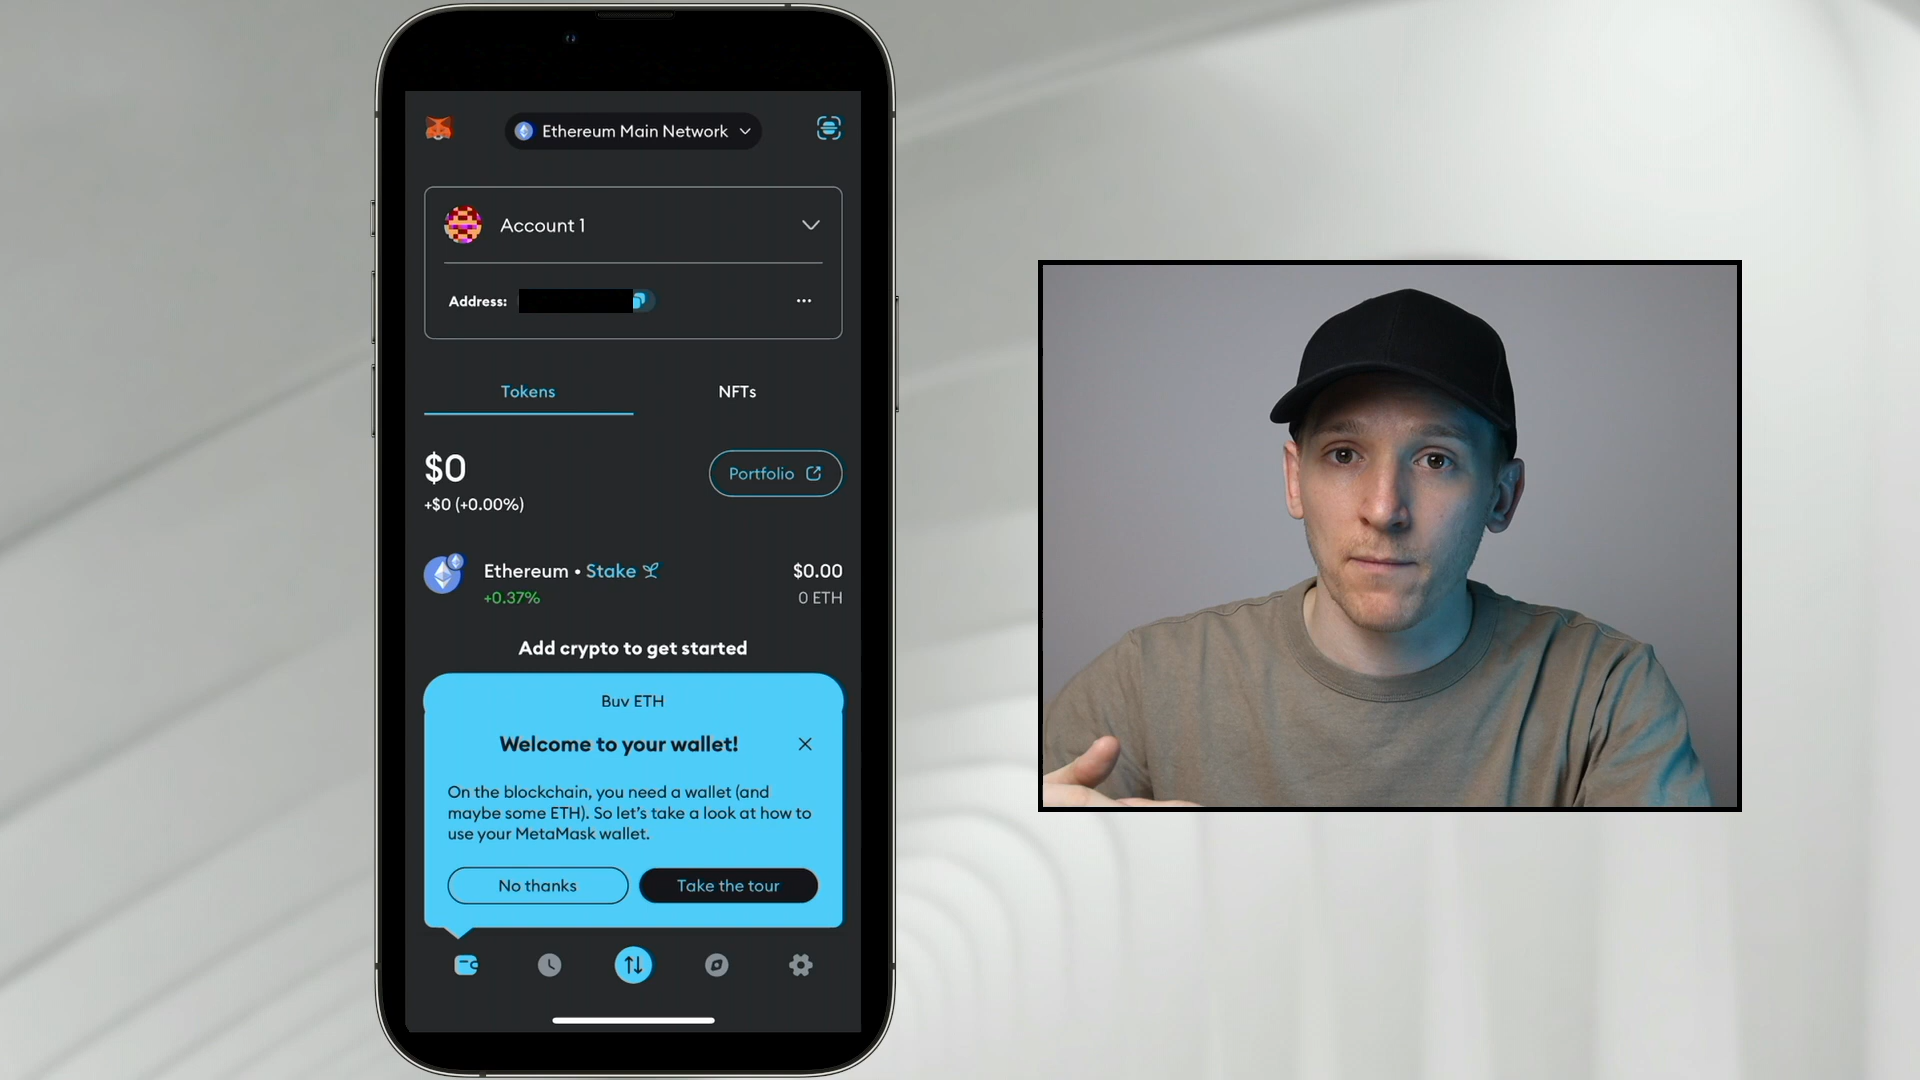 Ethereum Main Network
Account 1
Address:
Tokens
NFTs
$0
Portfolio
+$0 (+0.00%)
Ethereum • Stake
$0.00
+0.37%
0 ETH
Add crypto to get started
Buy ETH
Welcome to your wallet!
On the blockchain, you need a wallet (and
maybe some ETH). So let's take a look at how to
use your MetaMask wallet.
No thanks
Take the tour